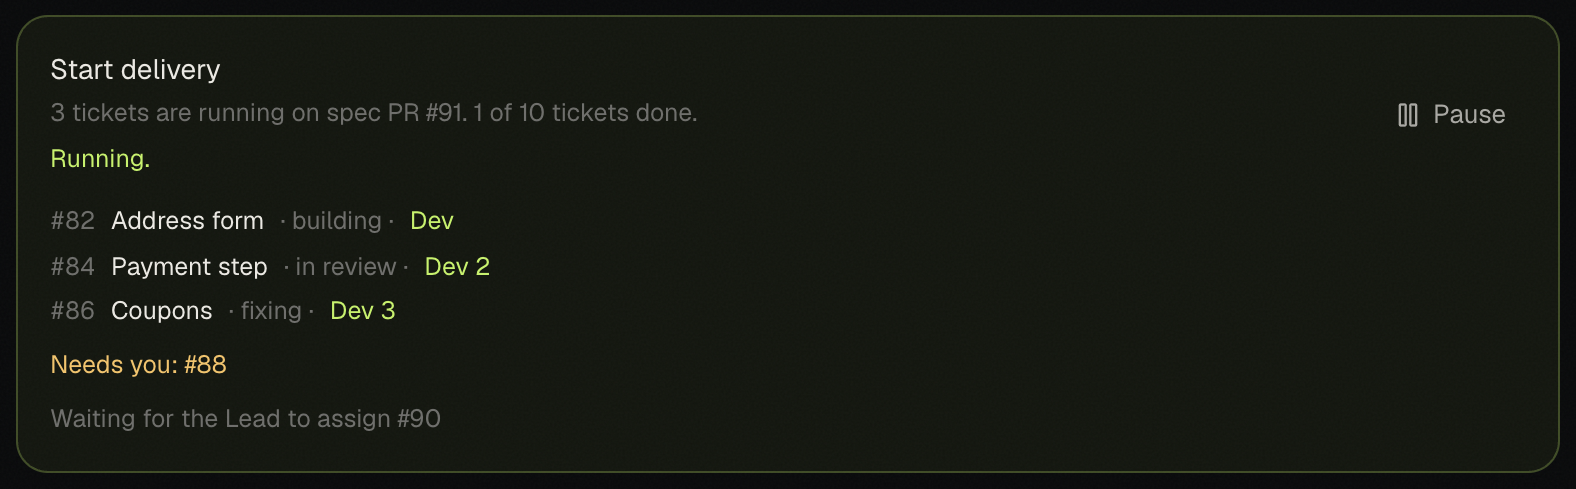 Start delivery
3 tickets are running on spec PR #91. 1 of 10 tickets done.
Pause
Running.
#82 Address form · building · Dev
#84 Payment step · in review · Dev 2
#86 Coupons · fixing · Dev 3
Needs you: #88
Waiting for the Lead to assign #90